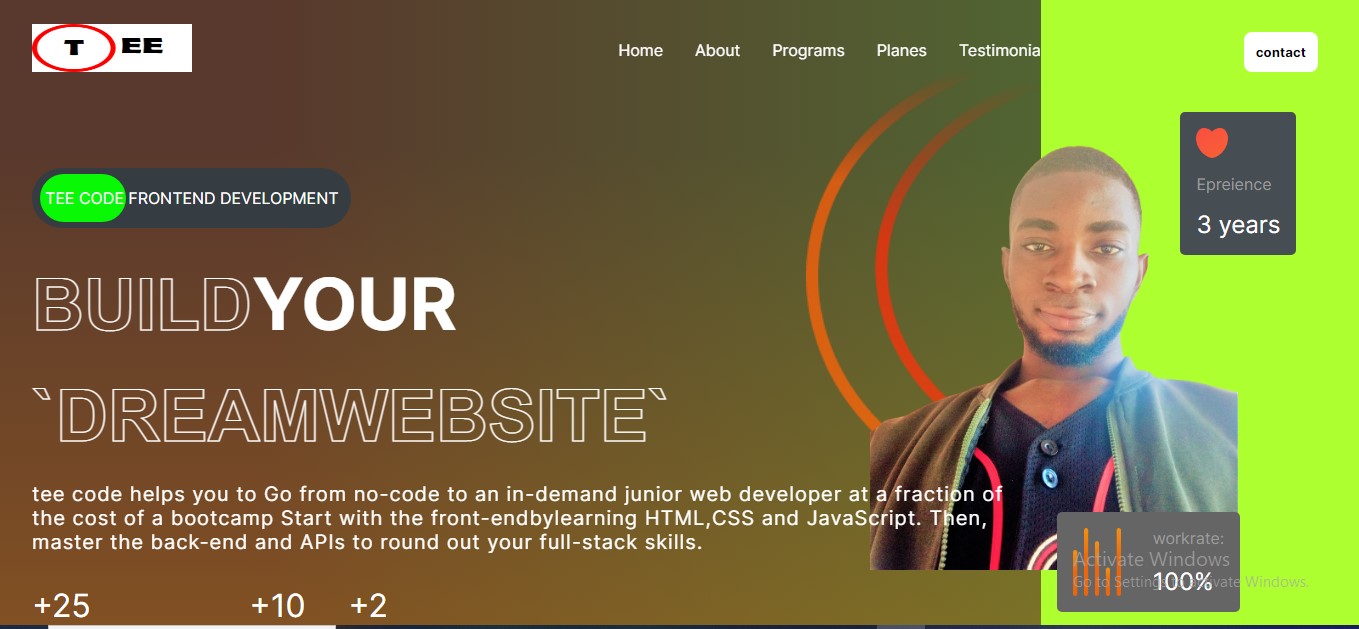 T EE
Home About Programs Planes Testimonia
contact
TEE CODE FRONTEND DEVELOPMENT
Epreience
3 years
BUILDYOUR
`DREAMWEBSITE`
tee code helps you to Go from no-code to an in-demand junior web developer at a fraction of
the cost of a bootcamp Start with the front-endbylearning HTML,CSS and JavaScript. Then,
master the back-end and APIs to round out your full-stack skills.
workrate:
100%
Activate Windows
Go to Settings to activate Windows.
+25 +10 +2